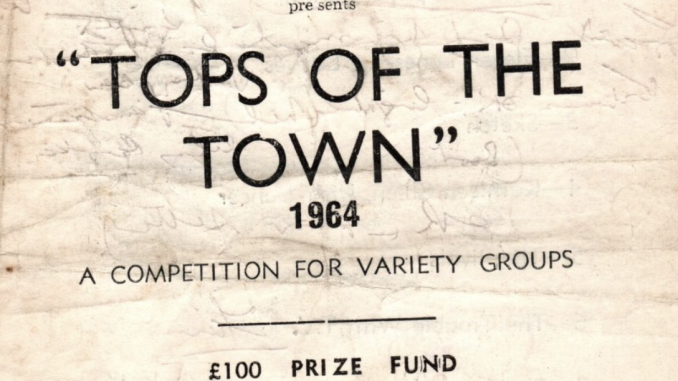 presents
“TOPS OF THE
TOWN”
1964
A COMPETITION FOR VARIETY GROUPS
£100 PRIZE FUND